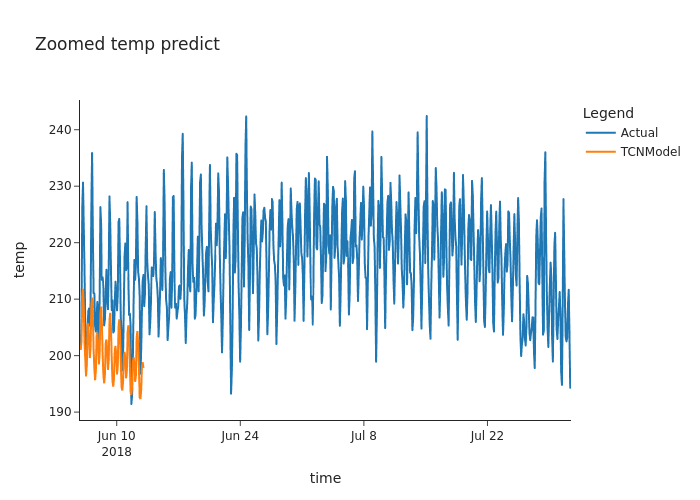 Zoomed temp predict
Legend
Actual
TCNModel
temp
240
230
220
210
200
190
Jun 10
2018
Jun 24
Jul 8
Jul 22
time